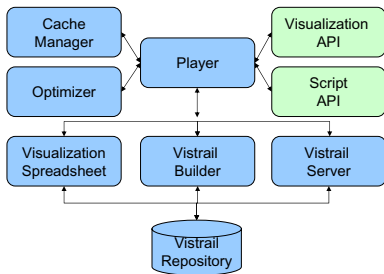 Cache
Manager
Visualization
API
Player
Optimizer
Script
API
Visualization
Spreadsheet
Vistrail
Builder
Vistrail
Server
Vistrail
Repository